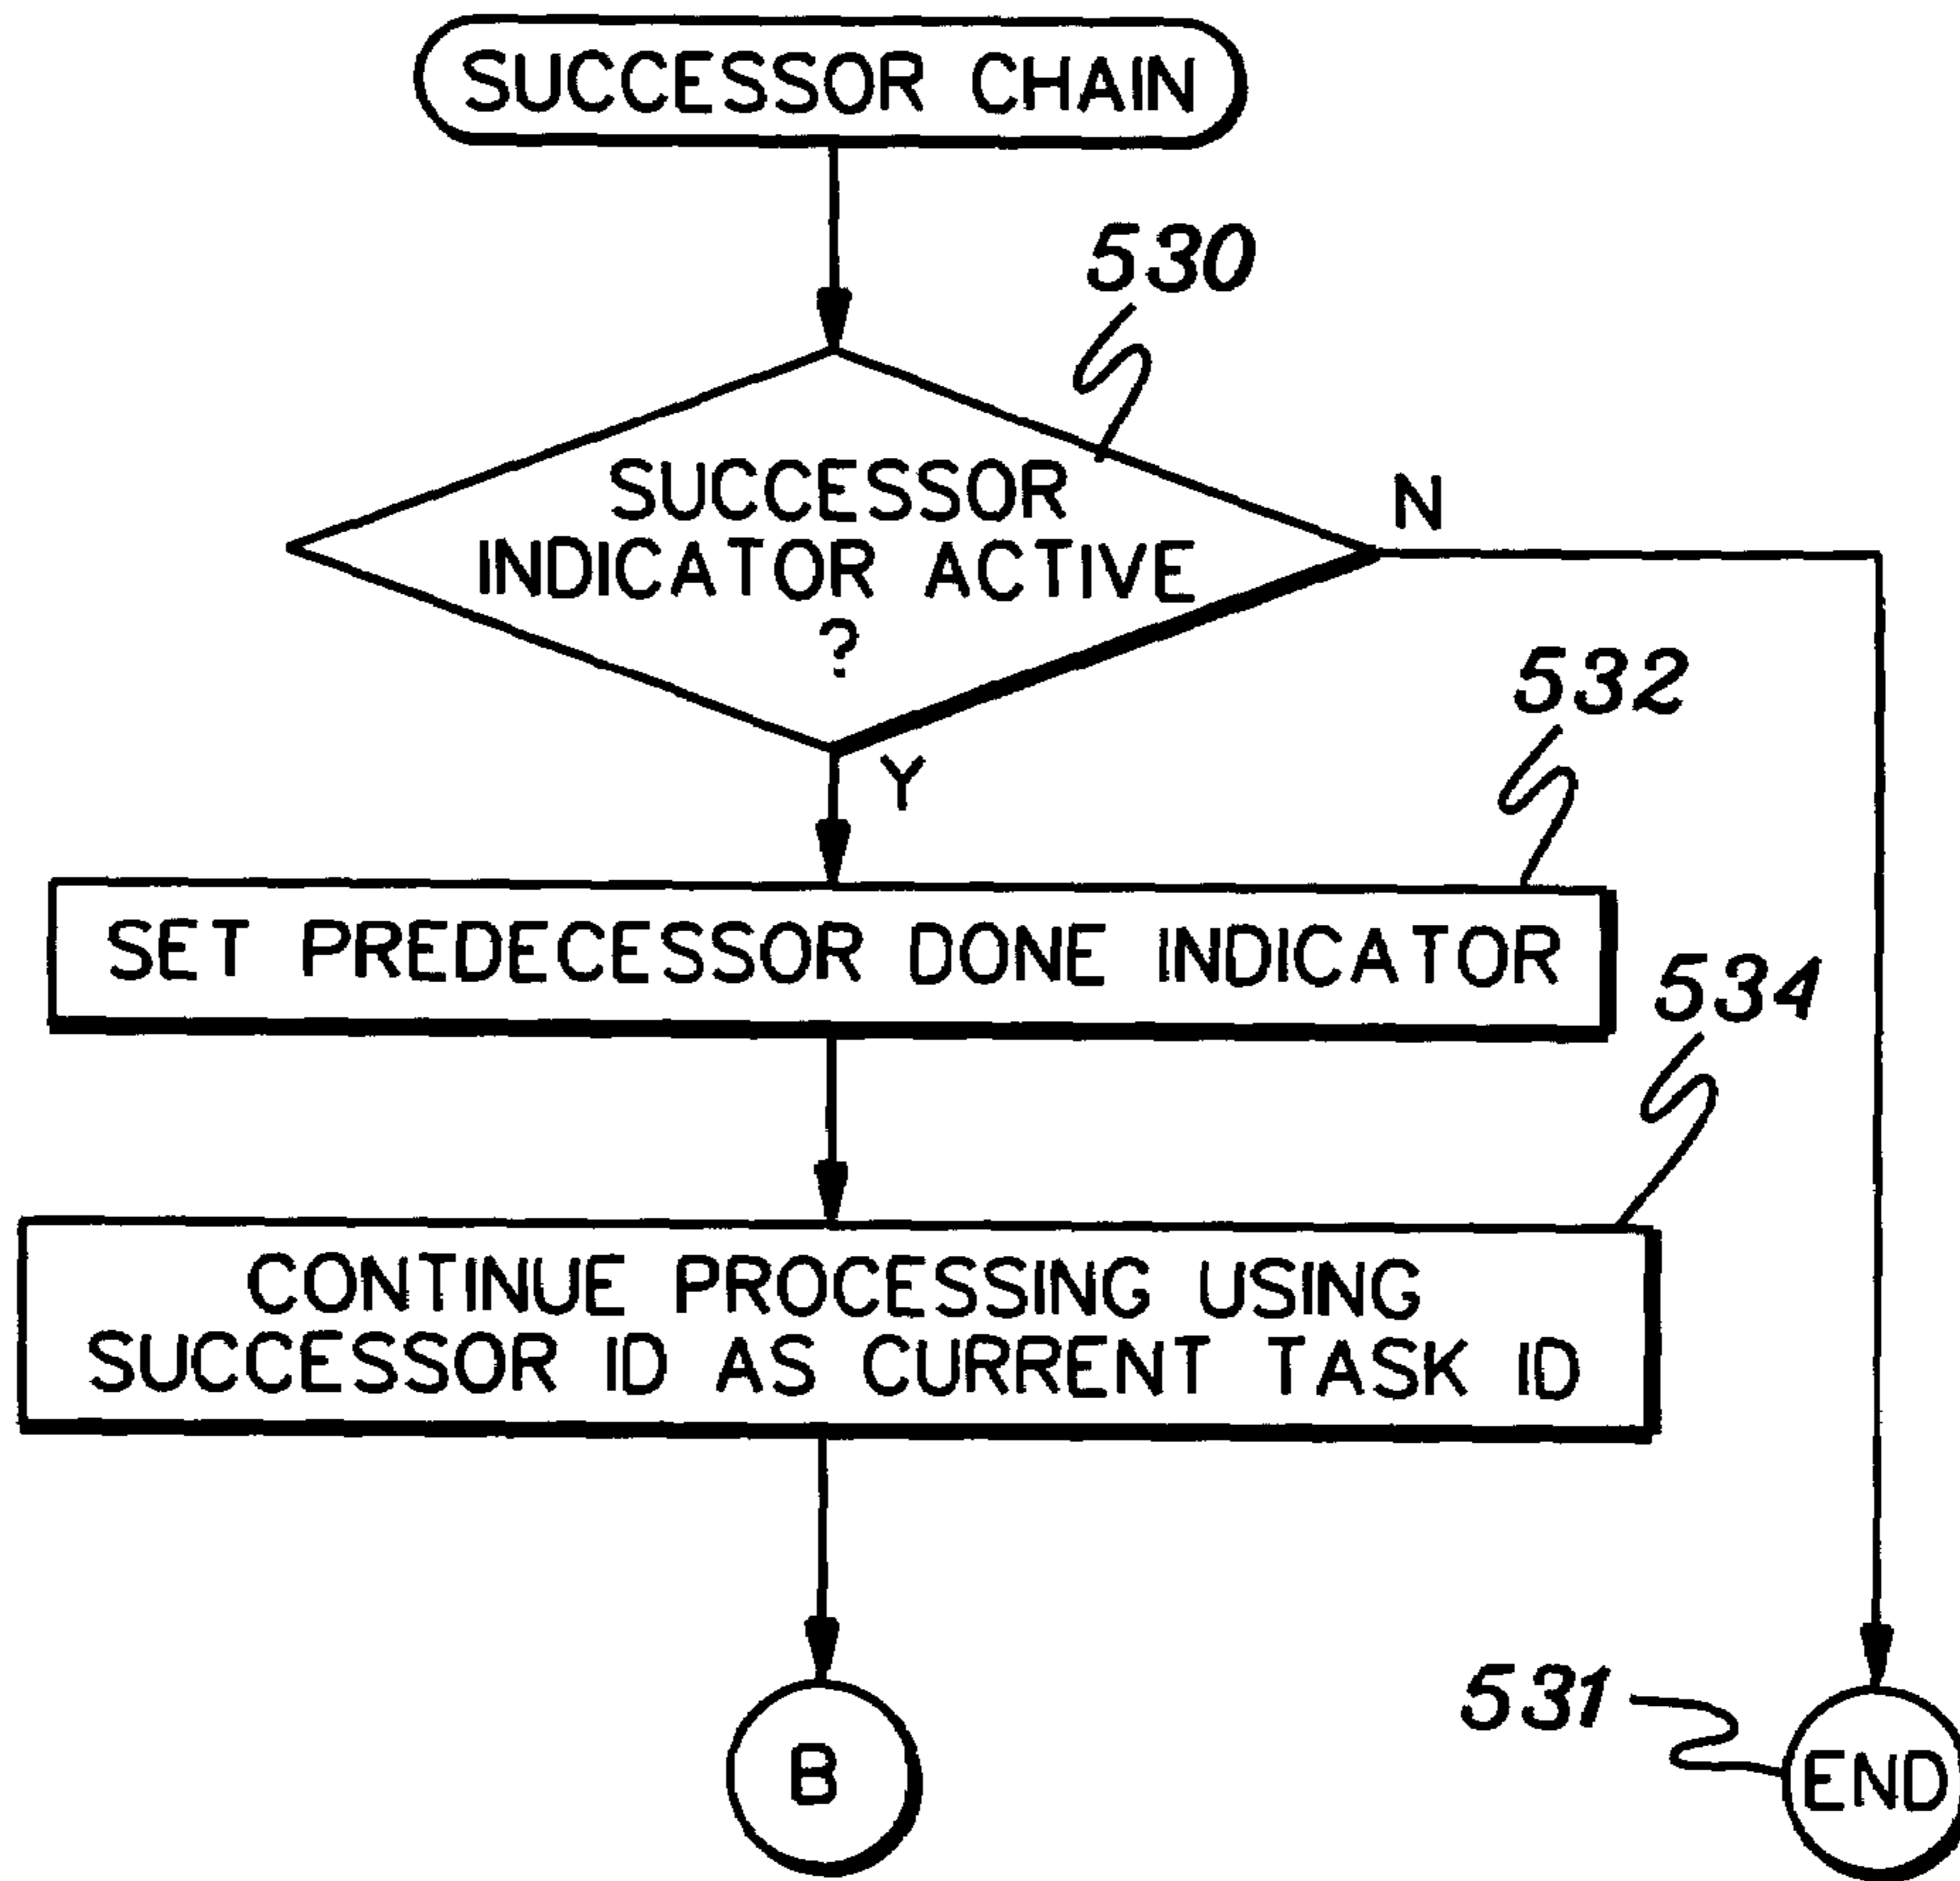 SUCCESSOR CHAIN
530
SUCCESSOR
INDICATOR ACTIVE
?
N
Y
532
SET PREDECESSOR DONE INDICATOR
534
CONTINUE PROCESSING USING
SUCCESSOR ID AS CURRENT TASK ID
B
531
END